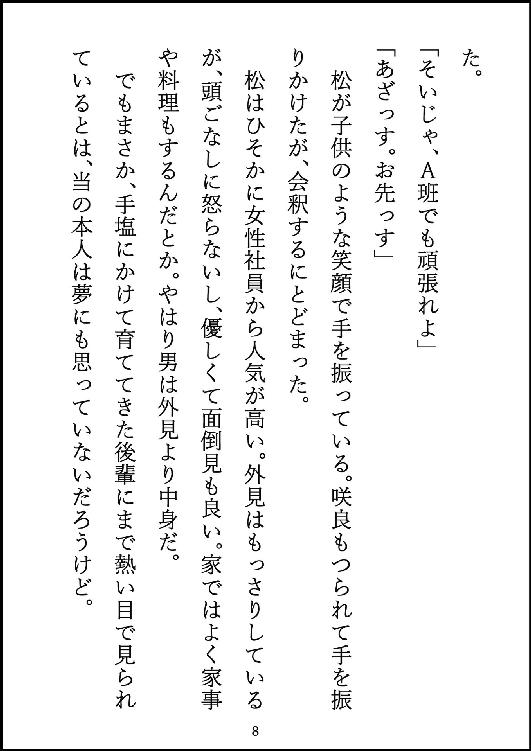 た。
「そいじゃ、A班でも頑張れよ」
「あざっす。お先っす」
　松が子供のような笑顔で手を振っている。咲良もつられて手を振
りかけたが、会釈するにとどまった。
　松はひそかに女性社員から人気が高い。外見はもっさりしている
が、頭ごなしに怒らないし、優しくて面倒見も良い。家ではよく家事
や料理もするんだとか。やはり男は外見より中身だ。
　でもまさか、手塩にかけて育ててきた後輩にまで熱い目で見られ
ているとは、当の本人は夢にも思っていないだろうけど。
8